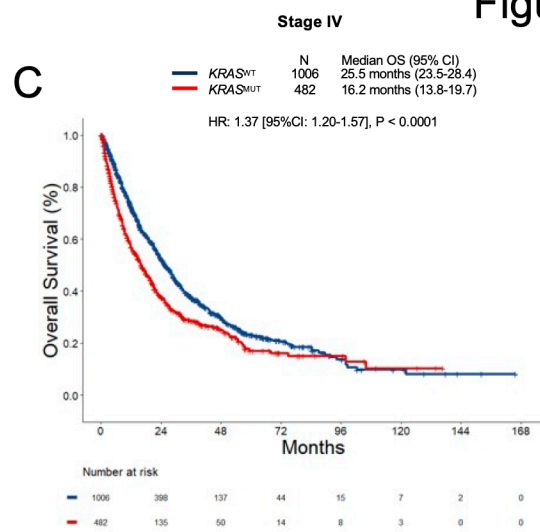 Figu
Stage IV
C
N Median OS (95% CI)
KRASWT 1006 25.5 months (23.5-28.4)
KRASMUT 482 16.2 months (13.8-19.7)
HR: 1.37 [95%CI: 1.20-1.57], P < 0.0001
Overall Survival (%)
1.0
0.8
0.6
0.4
0.2
0.0
0 24 48 72 96 120 144 168
Months
Number at risk
1006 398 137 44 15 7 2 0
482 135 50 14 8 3 0 0